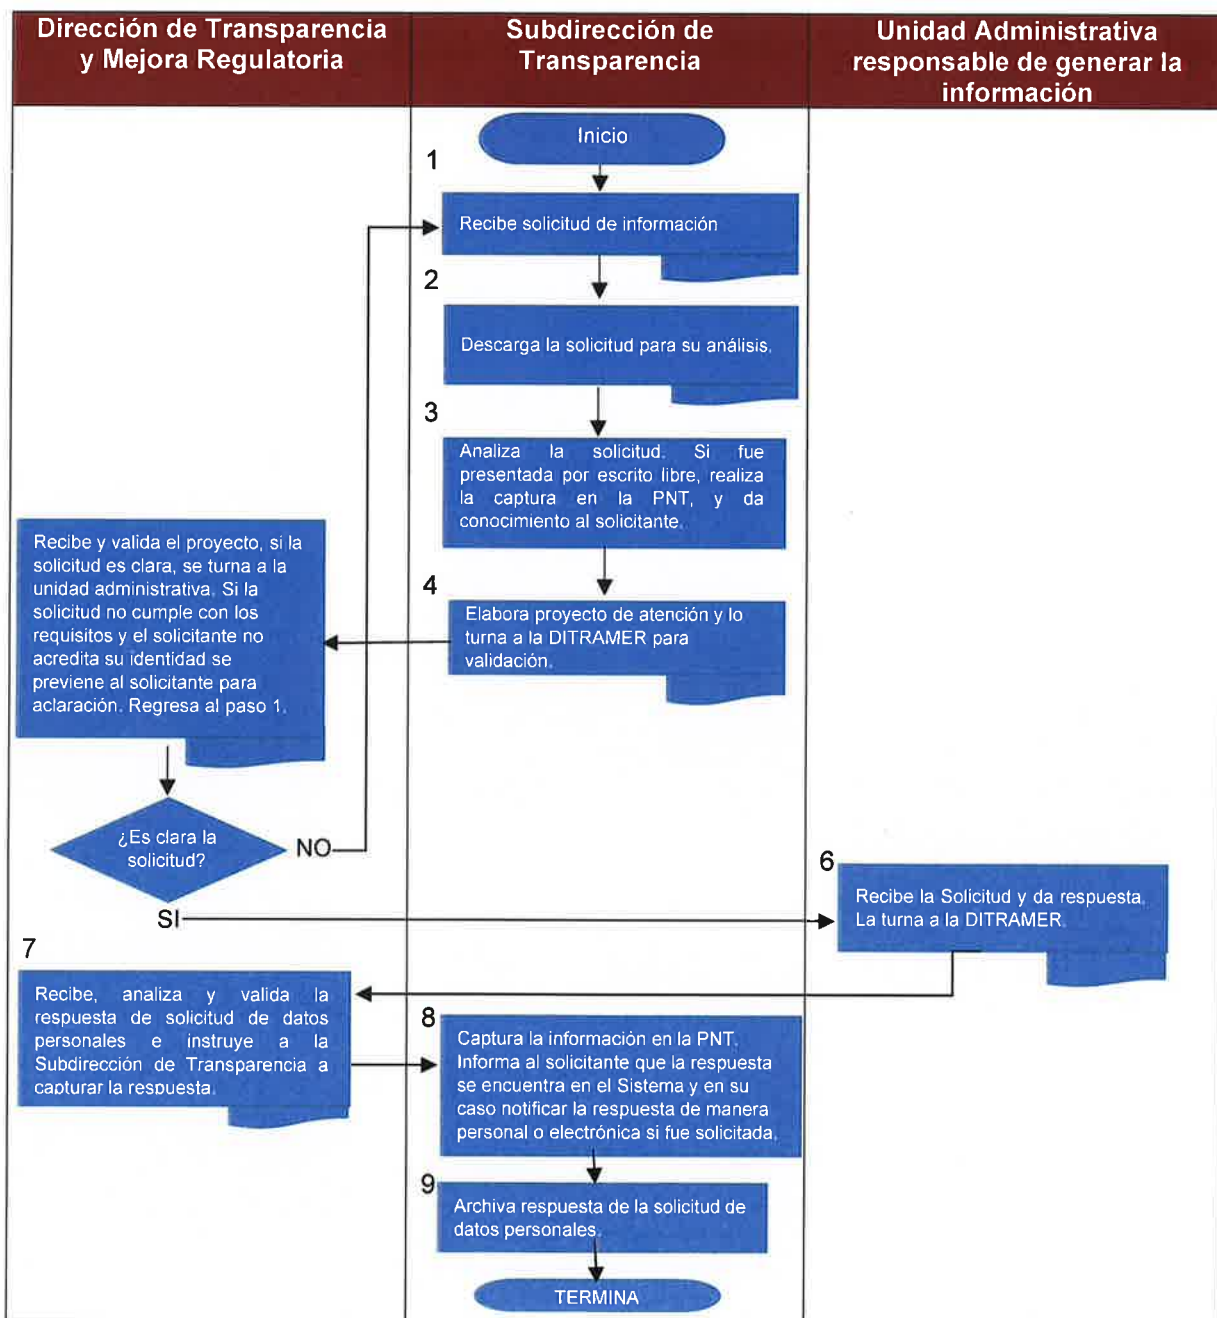 Dirección de Transparencia
y Mejora Regulatoria
Subdirección de
Transparencia
Unidad Administrativa
responsable de generar la
información
Inicio
1
Recibe solicitud de información
2
Descarga la solicitud para su análisis.
3
Analiza la solicitud. Si fue
presentada por escrito libre, realiza
la captura en la PNT, y da
conocimiento al solicitante.
4
Elabora proyecto de atención y lo
turna a la DITRAMER para
validación.
Recibe y valida el proyecto, si la
solicitud es clara, se turna a la
unidad administrativa. Si la
solicitud no cumple con los
requisitos y el solicitante no
acredita su identidad se
previene al solicitante para
aclaración. Regresa al paso 1.
¿Es clara la
solicitud?
NO
SI
6
Recibe la Solicitud y da respuesta.
La turna a la DITRAMER.
7
Recibe, analiza y valida la
respuesta de solicitud de datos
personales e instruye a la
Subdirección de Transparencia a
capturar la respuesta.
8
Captura la información en la PNT.
Informa al solicitante que la respuesta
se encuentra en el Sistema y en su
caso notificar la respuesta de manera
personal o electrónica si fue solicitada.
9
Archiva respuesta de la solicitud de
datos personales.
TERMINA